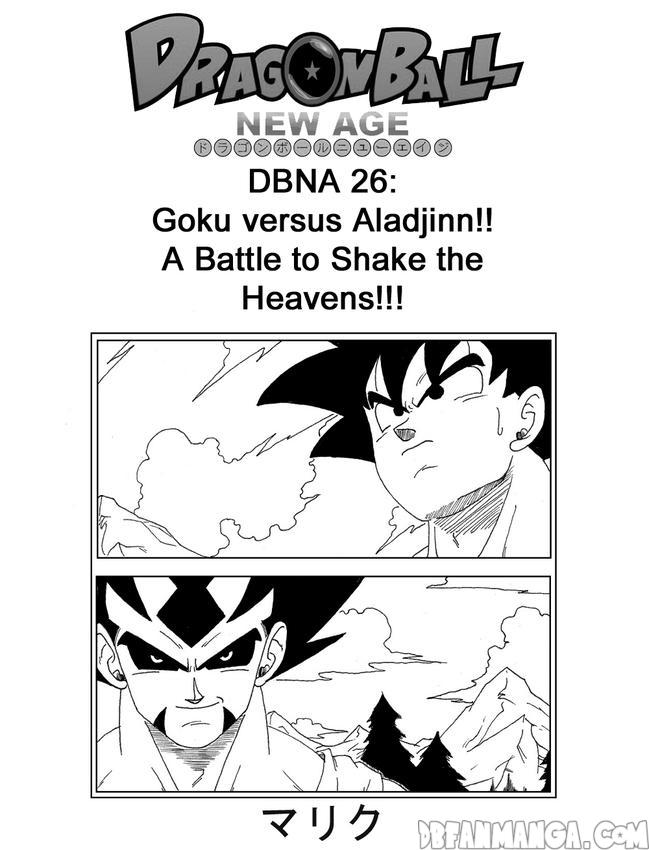 DRAGON BALL
NEW AGE
ドラゴンボールニューエイジ
DBNA 26:
Goku versus Aladjinn!!
A Battle to Shake the
Heavens!!!
マリク
DBFANMANGA.COM